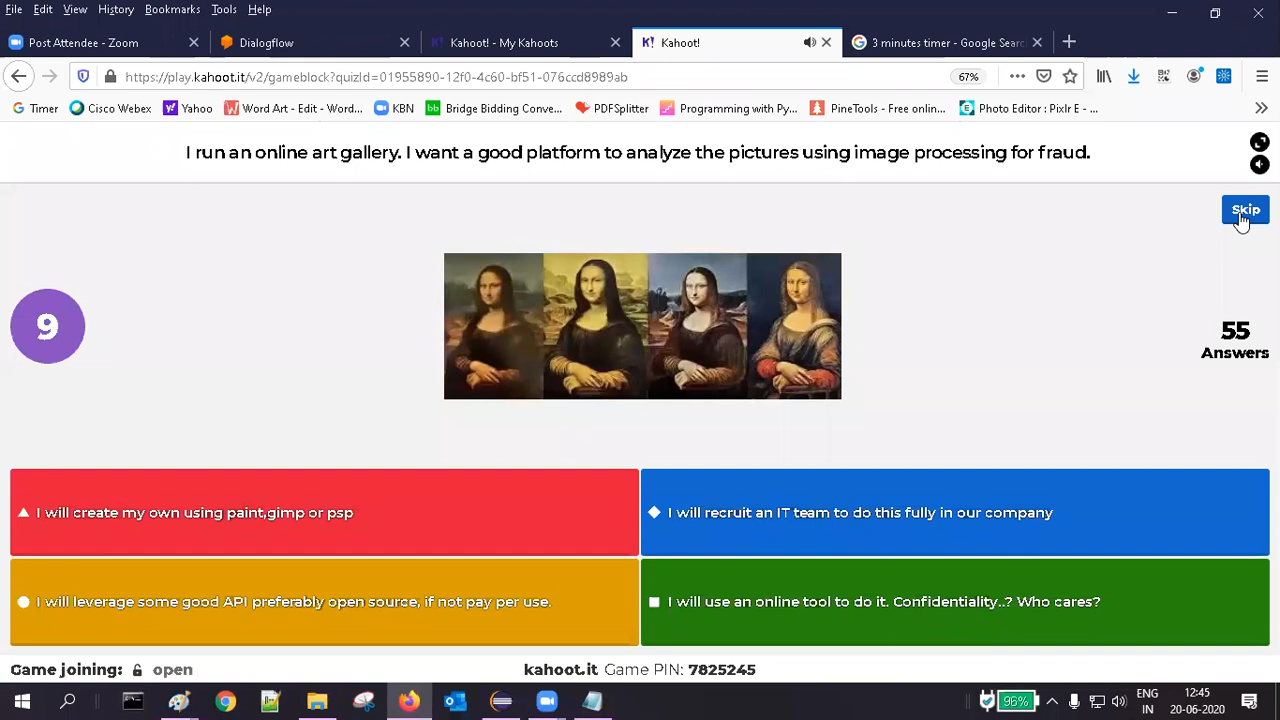 File Edit View History Bookmarks Tools Help
Post Attendee - Zoom Dialogflow Kahoot! - My Kahoots Kahoot! 3 minutes timer - Google Searc
https://play.kahoot.it/v2/gameblock?quizId=01955890-12f0-4c60-bf51-076ccd8989ab 67%
Timer Cisco Webex Yahoo Word Art - Edit - Word... KBN Bridge Bidding Conve... PDFSplitter Programming with Py... PineTools - Free onlin... Photo Editor : Pixlr E - ...
I run an online art gallery. I want a good platform to analyze the pictures using image processing for fraud.
Skip
9
55
Answers
I will create my own using paint,gimp or psp
I will recruit an IT team to do this fully in our company
I will leverage some good API preferably open source, if not pay per use.
I will use an online tool to do it. Confidentiality..? Who cares?
Game joining: open kahoot.it Game PIN: 7825245
96% ENG 12:45
IN 20-06-2020